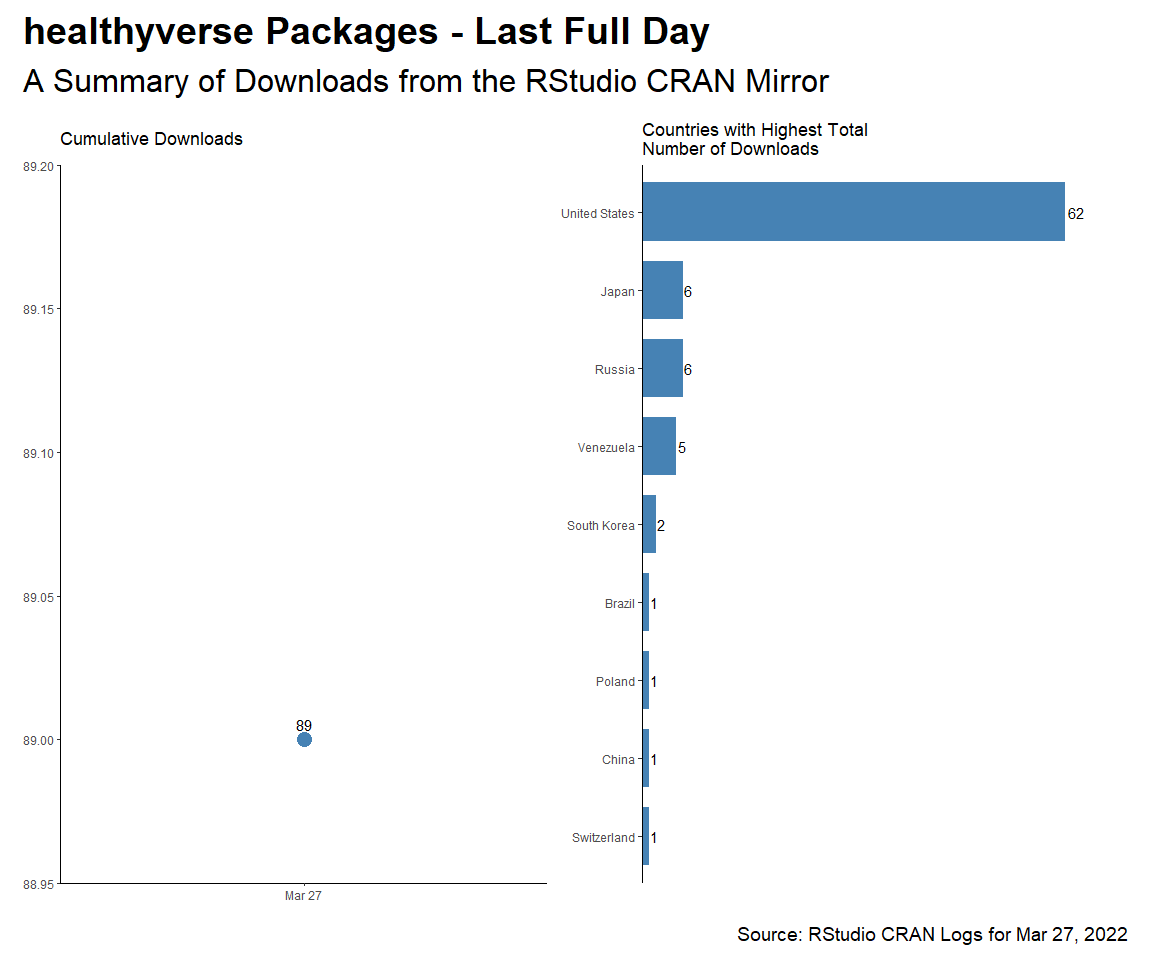 healthyverse Packages - Last Full Day
A Summary of Downloads from the RStudio CRAN Mirror
Cumulative Downloads
89.20
89.15
89.10
89.05
89.00
88.95
89
Mar 27
Countries with Highest Total
Number of Downloads
United States 62
Japan 6
Russia 6
Venezuela 5
South Korea 2
Brazil 1
Poland 1
China 1
Switzerland 1
Source: RStudio CRAN Logs for Mar 27, 2022